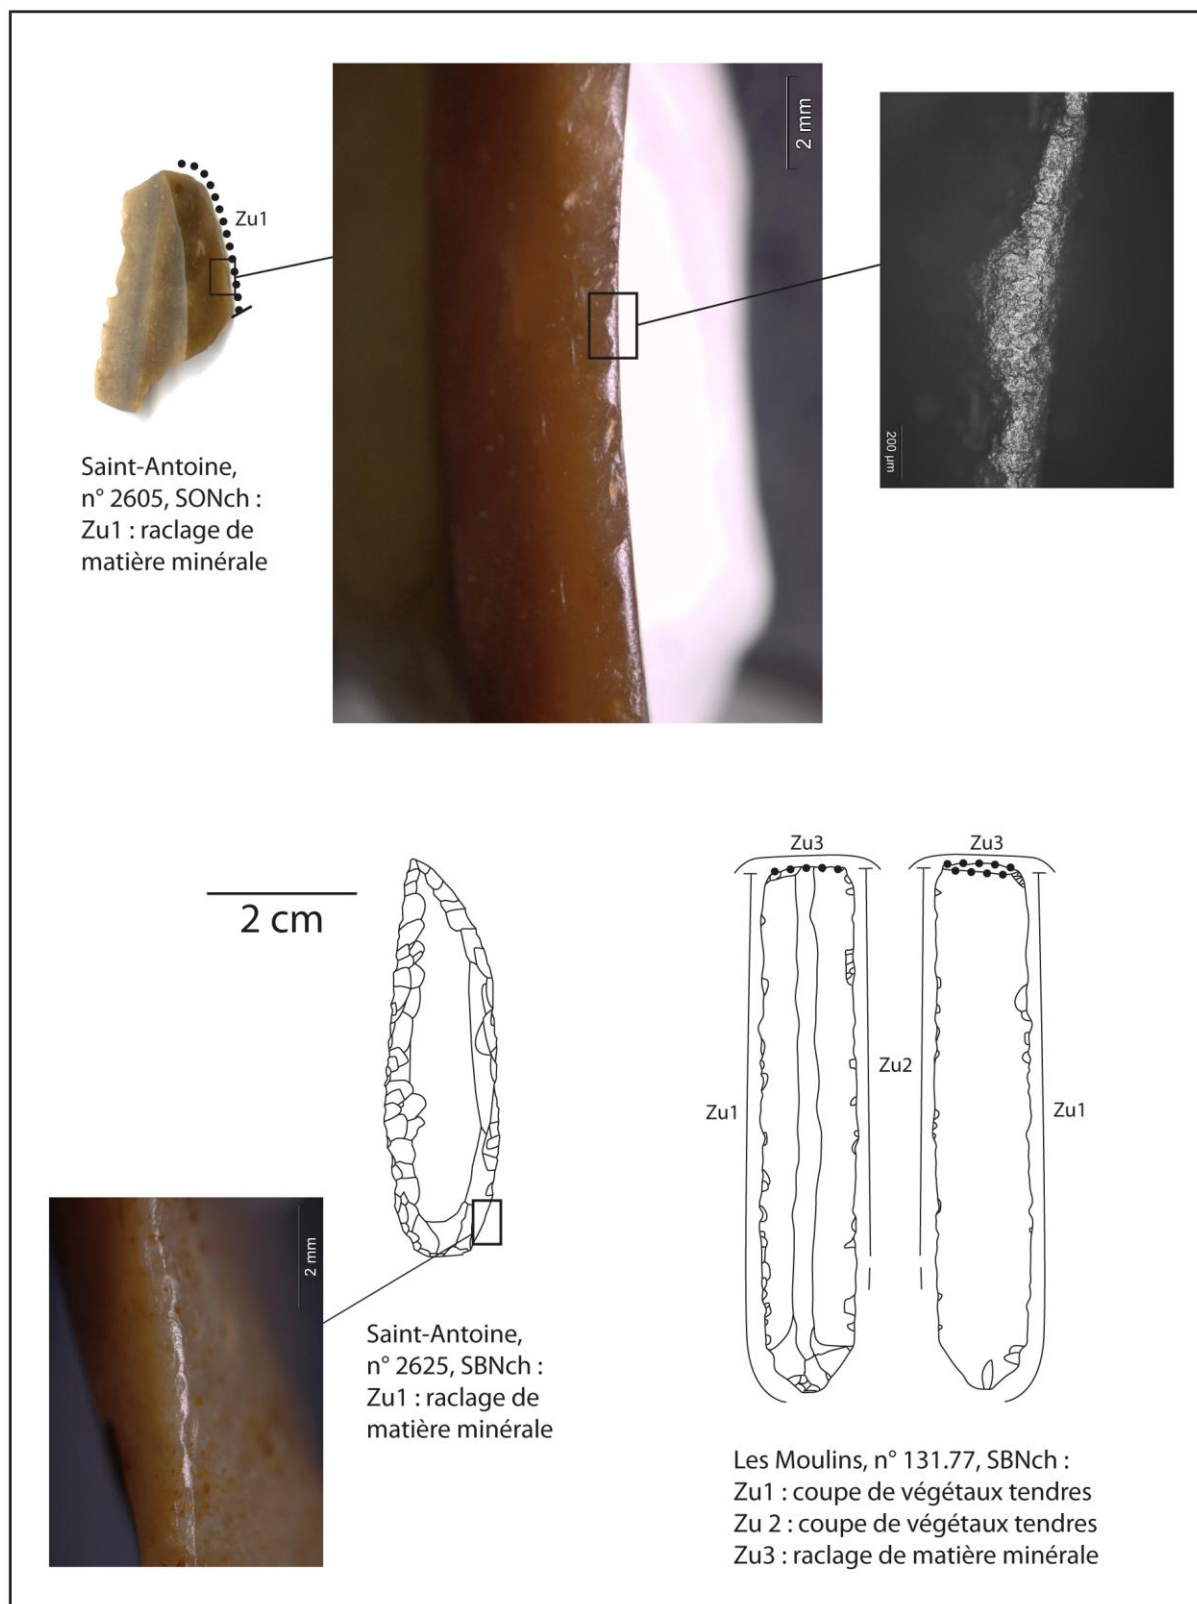 Zu1
2 mm
200 µm
Saint-Antoine,
n° 2605, SONch :
Zu1 : raclage de
matière minérale
2 cm
2 mm
Saint-Antoine,
n° 2625, SBNch :
Zu1 : raclage de
matière minérale
Zu3
Zu3
Zu2
Zu1
Zu1
Les Moulins, n° 131.77, SBNch :
Zu1 : coupe de végétaux tendres
Zu 2 : coupe de végétaux tendres
Zu3 : raclage de matière minérale